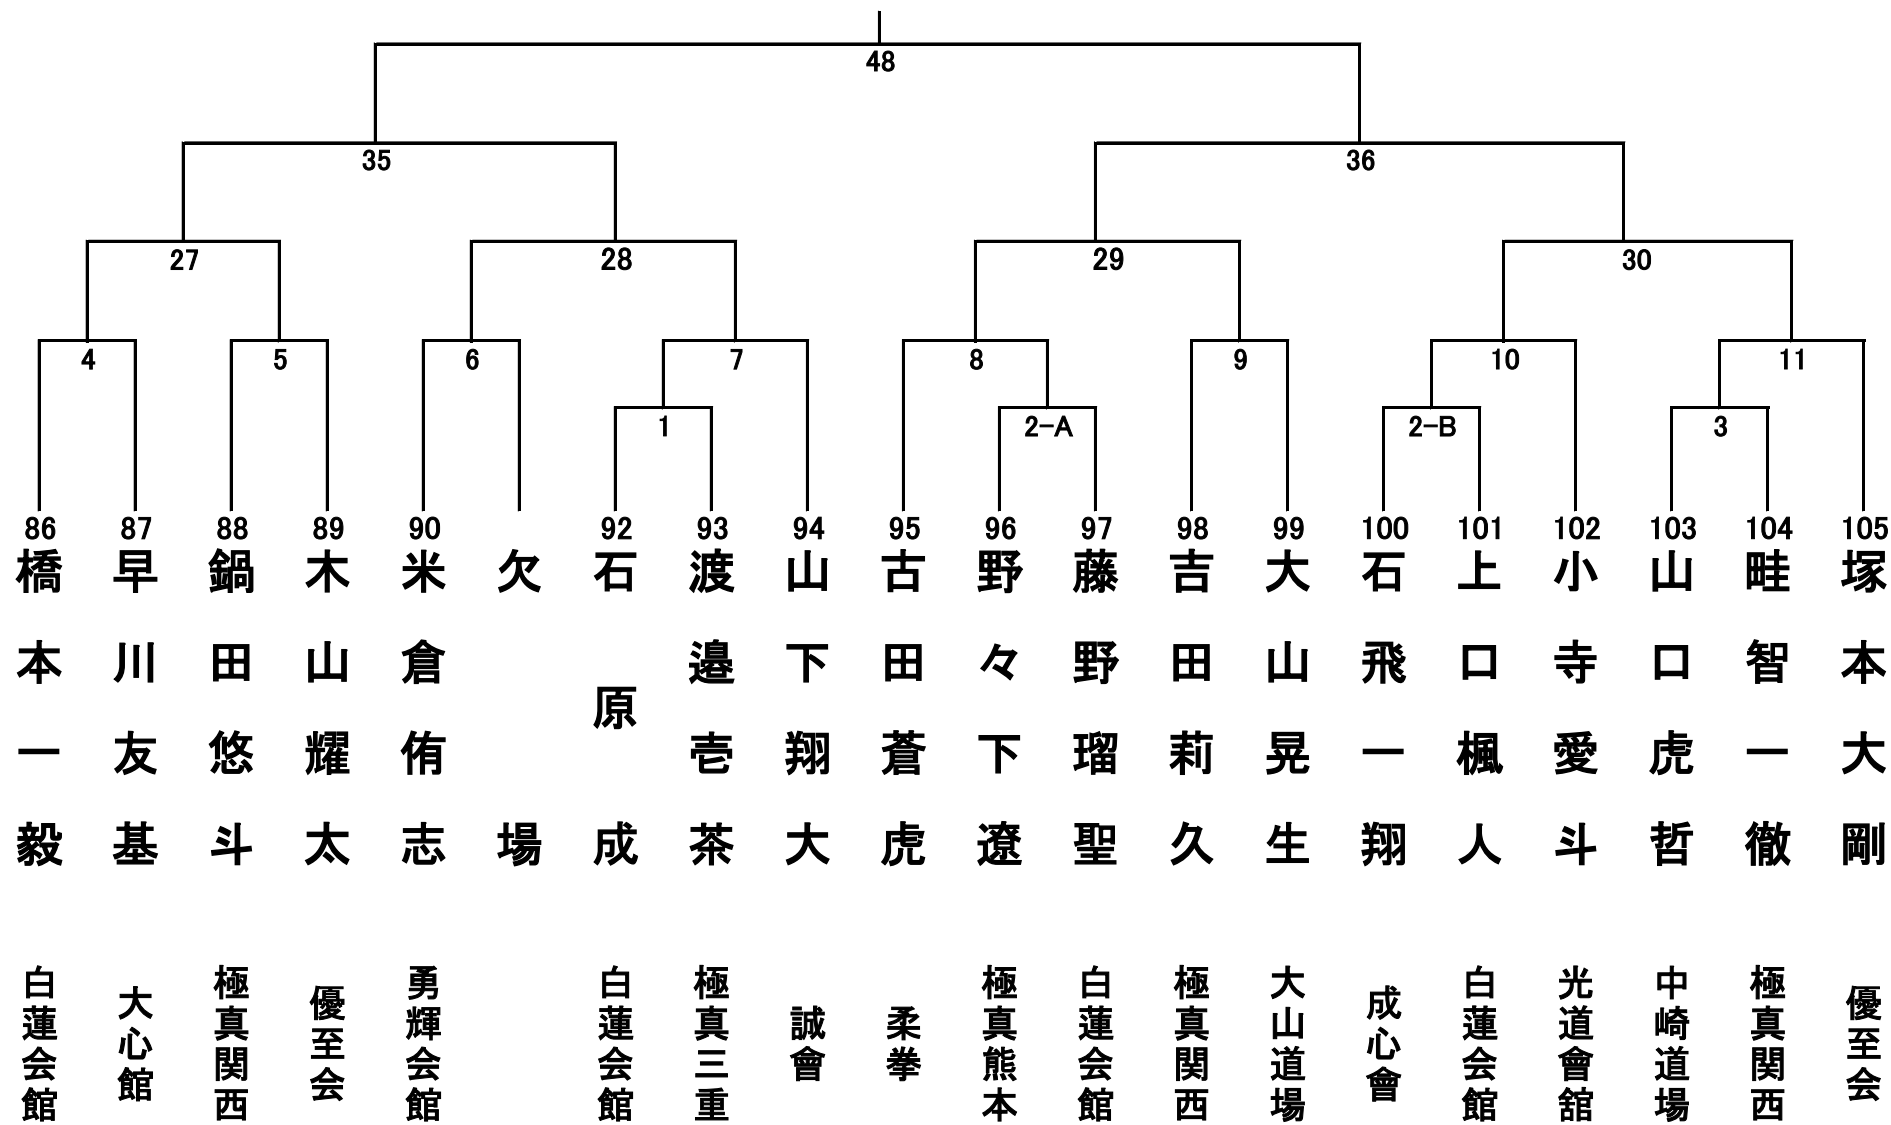 48
35
36
27
28
29
30
4
5
6
7
8
9
10
11
1
2-A
2-B
3
86
87
88
89
90
92
93
94
95
96
97
98
99
100
101
102
103
104
105
橋本一毅
早川友基
鍋田悠斗
木山耀太
米倉侑志
欠場
石原成
渡邉壱茶
山下翔大
古田蒼虎
野々下遼
藤野瑠聖
吉田莉久
大山晃生
石飛一翔
上口楓人
小寺愛斗
山口虎哲
畦智一徹
塚本大剛
白蓮会館
大心館
極真関西
優至会
勇輝会館
白蓮会館
極真三重
誠會
柔拳
極真熊本
白蓮会館
極真関西
大山道場
成心會
白蓮会館
光道會舘
中崎道場
極真関西
優至会